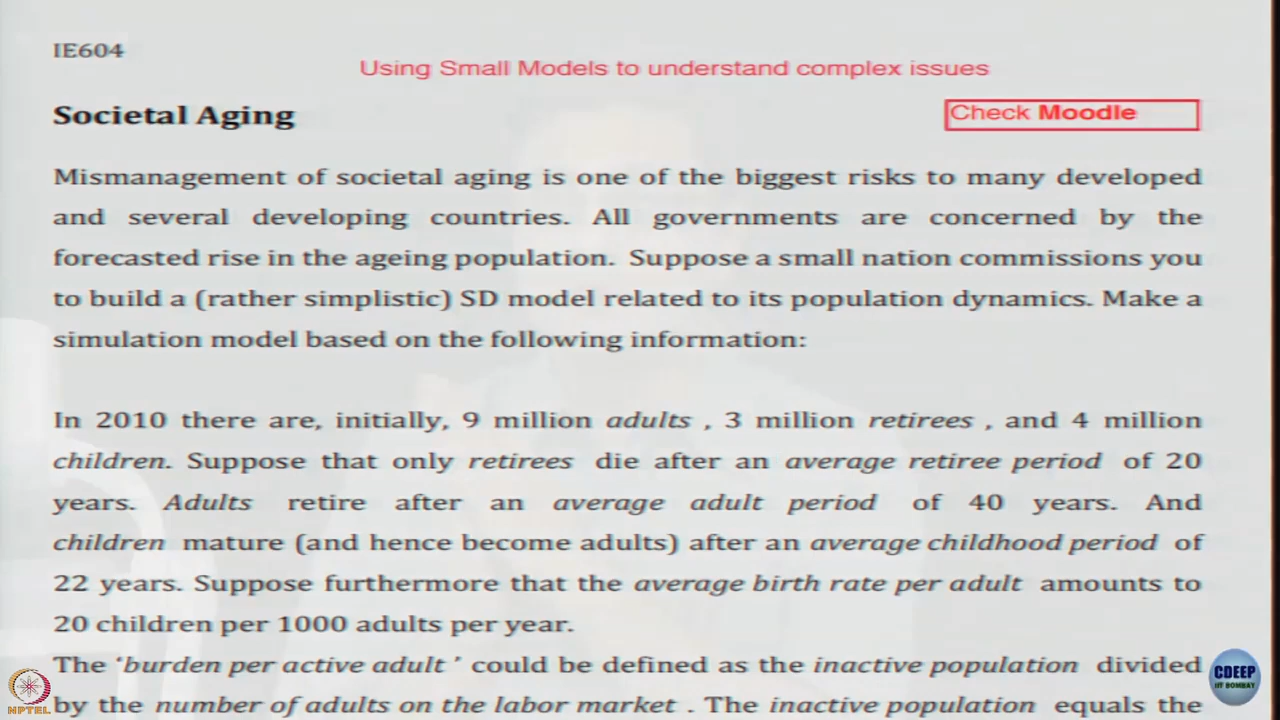 IE604
Using Small Models to understand complex issues
Societal Aging
Check Moodle
Mismanagement of societal aging is one of the biggest risks to many developed
and several developing countries. All governments are concerned by the
forecasted rise in the ageing population. Suppose a small nation commissions you
to build a (rather simplistic) SD model related to its population dynamics. Make a
simulation model based on the following information:
In 2010 there are, initially, 9 million adults , 3 million retirees , and 4 million
children. Suppose that only retirees die after an average retiree period of 20
years. Adults retire after an average adult period of 40 years. And
children mature (and hence become adults) after an average childhood period of
22 years. Suppose furthermore that the average birth rate per adult amounts to
20 children per 1000 adults per year.
The 'burden per active adult ' could be defined as the inactive population divided
by the number of adults on the labor market . The inactive population equals the
NPTEL
CDEEP
IIT BOMBAY